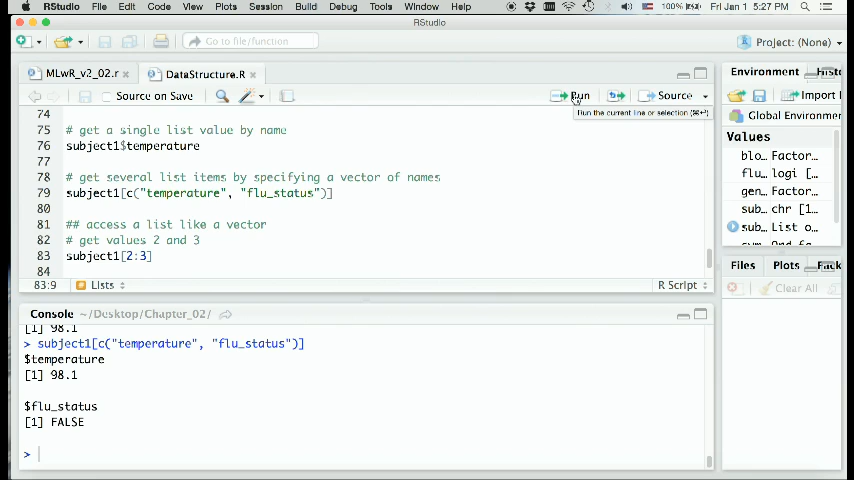 RStudio File Edit Code View Plots Session Build Debug Tools Window Help 100% Fri Jan 1 5:27 PM
RStudio
Go to file/function Project: (None)
MLwR_v2_02.r DataStructure.R
Source on Save Run Source
Run the current line or selection (⌘↩)
74
75 # get a single list value by name
76 subject1$temperature
77
78 # get several list items by specifying a vector of names
79 subject1[c("temperature", "flu_status")]
80
81 ## access a list like a vector
82 # get values 2 and 3
83 subject1[2:3]
84
83:9 Lists R Script
Console ~/Desktop/Chapter_02/
[1] 98.1
> subject1[c("temperature", "flu_status")]
$temperature
[1] 98.1
$flu_status
[1] FALSE
>
Environment Histo
Import
Global Environmen
Values
blo… Factor…
flu… logi […
gen… Factor…
sub… chr [1…
sub… List o…
Files Plots Pack
Clear All